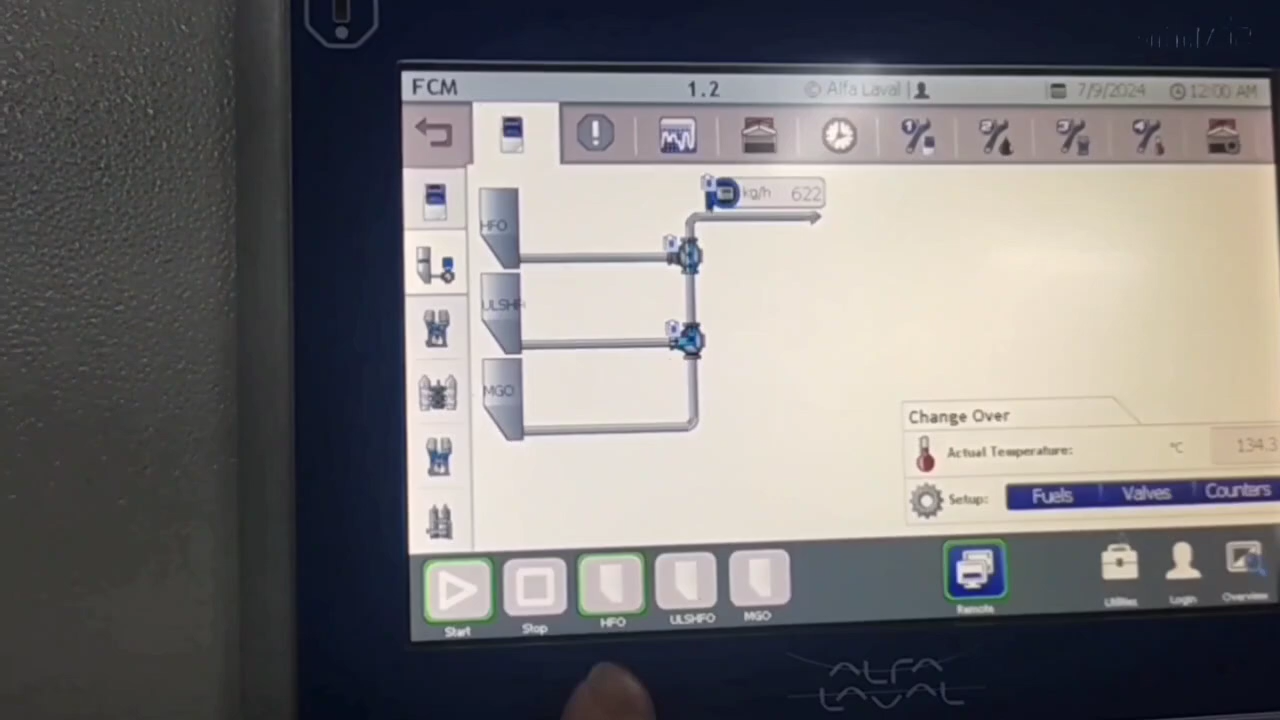 FCM 1.2 © Alfa Laval 7/9/2024 12:00 AM
kg/h 622
HFO
ULSHF
MGO
Change Over
Actual Temperature: °C 134.3
Setup: Fuels Valves Counters
Start Stop HFO ULSHFO MGO Remote Utilities Login Overview
ALFA
LAVAL